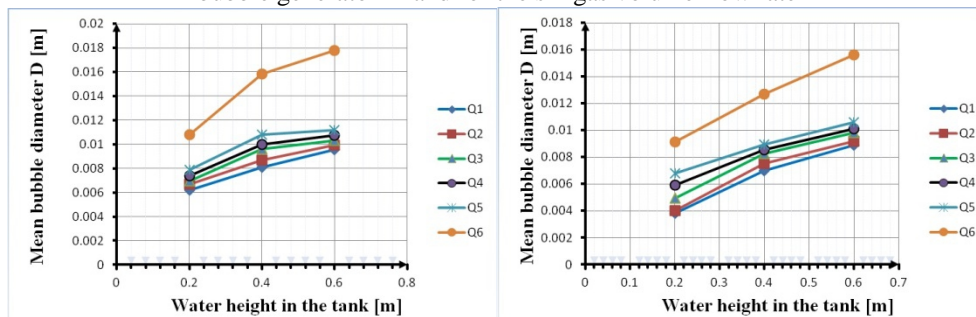 0.02
0.018
0.016
0.014
0.012
0.01
0.008
0.006
0.004
0.002
0
0 0.2 0.4 0.6 0.8
Mean bubble diameter D [m]
Water height in the tank [m]
Q1
Q2
Q3
Q4
Q5
Q6
0.018
0.016
0.014
0.012
0.01
0.008
0.006
0.004
0.002
0
0 0.1 0.2 0.3 0.4 0.5 0.6 0.7
Mean bubble diameter D [m]
Water height in the tank [m]
Q1
Q2
Q3
Q4
Q5
Q6